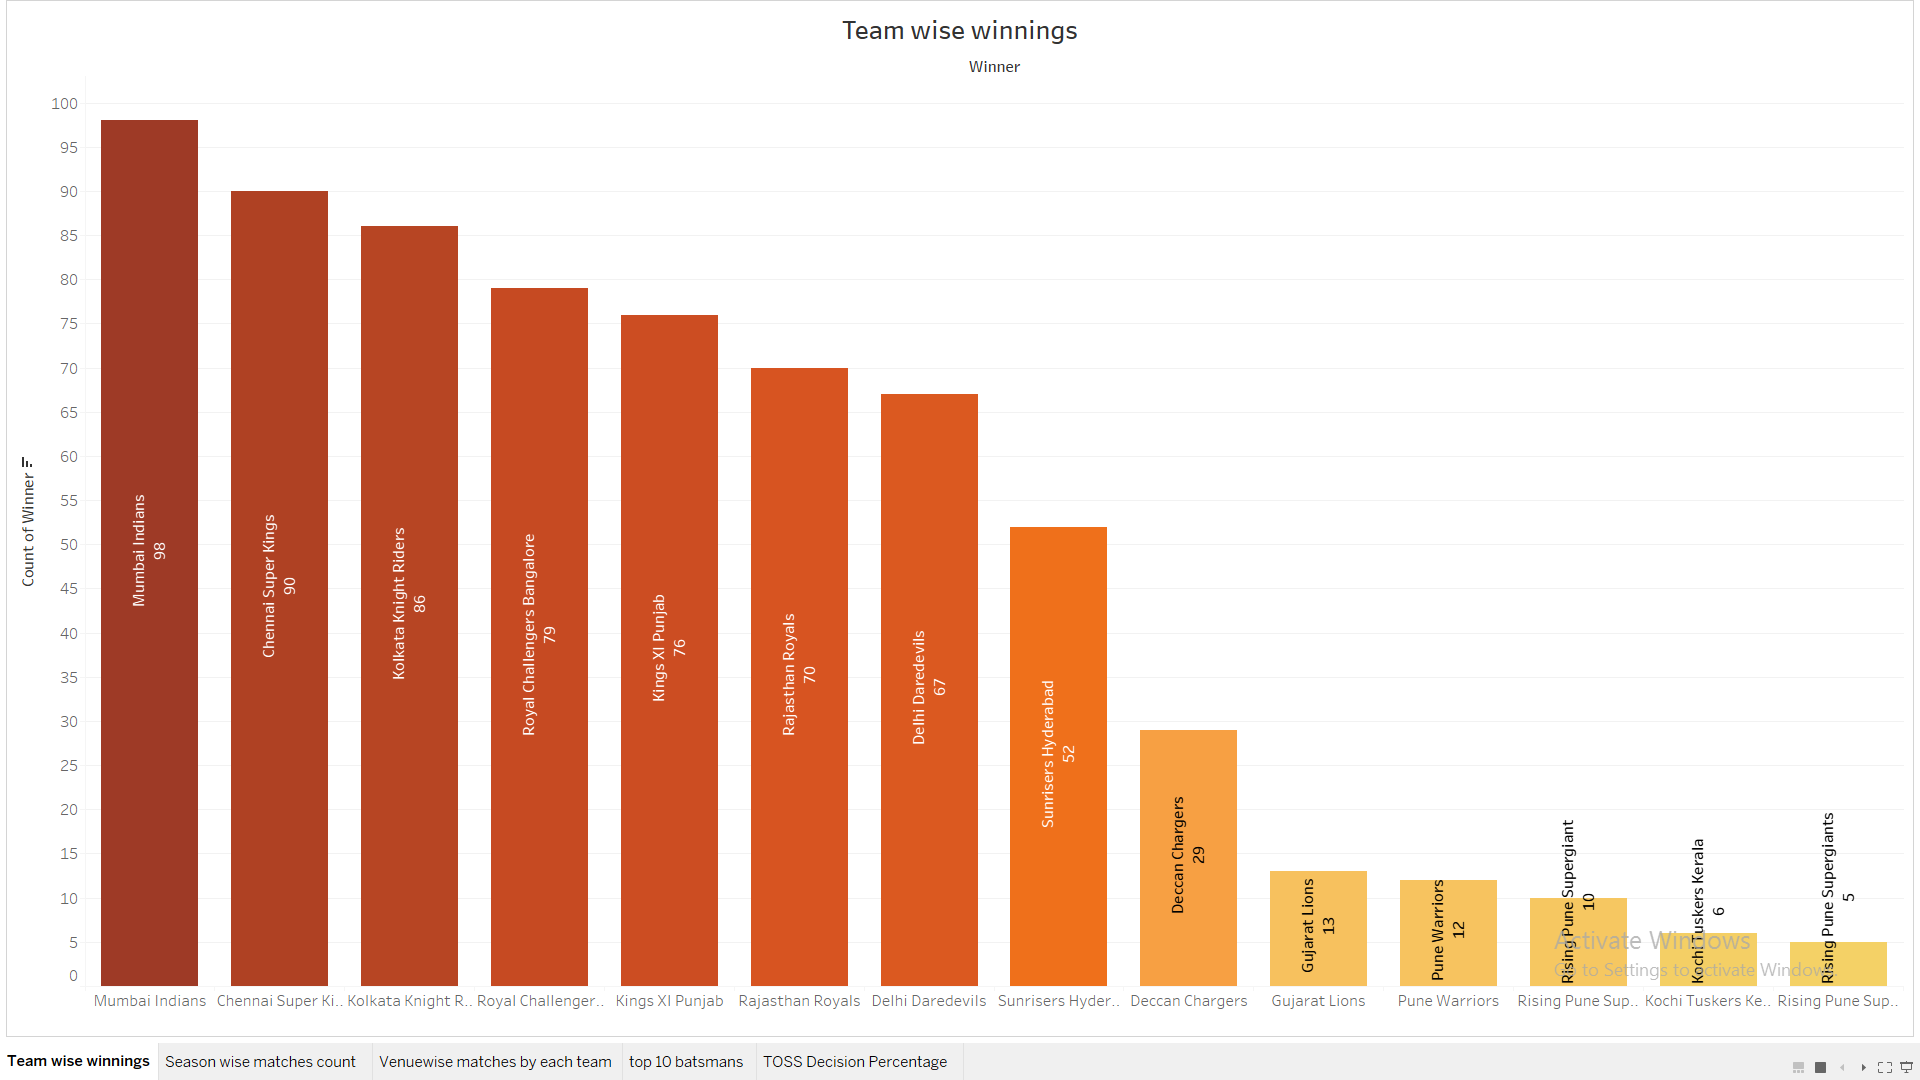 Team wise winnings
Winner
Count of Winner
100
95
90
85
80
75
70
65
60
55
50
45
40
35
30
25
20
15
10
5
0
Mumbai Indians
98
Chennai Super Kings
90
Kolkata Knight Riders
86
Royal Challengers Bangalore
79
Kings XI Punjab
76
Rajasthan Royals
70
Delhi Daredevils
67
Sunrisers Hyderabad
52
Deccan Chargers
29
Gujarat Lions
13
Pune Warriors
12
Rising Pune Supergiant
10
Kochi Tuskers Kerala
6
Rising Pune Supergiants
5
Activate Windows
Go to Settings to activate Windows.
Mumbai Indians
Chennai Super Ki..
Kolkata Knight R..
Royal Challenger..
Kings XI Punjab
Rajasthan Royals
Delhi Daredevils
Sunrisers Hyder..
Deccan Chargers
Gujarat Lions
Pune Warriors
Rising Pune Sup..
Kochi Tuskers Ke..
Rising Pune Sup..
Team wise winnings
Season wise matches count
Venuewise matches by each team
top 10 batsmans
TOSS Decision Percentage